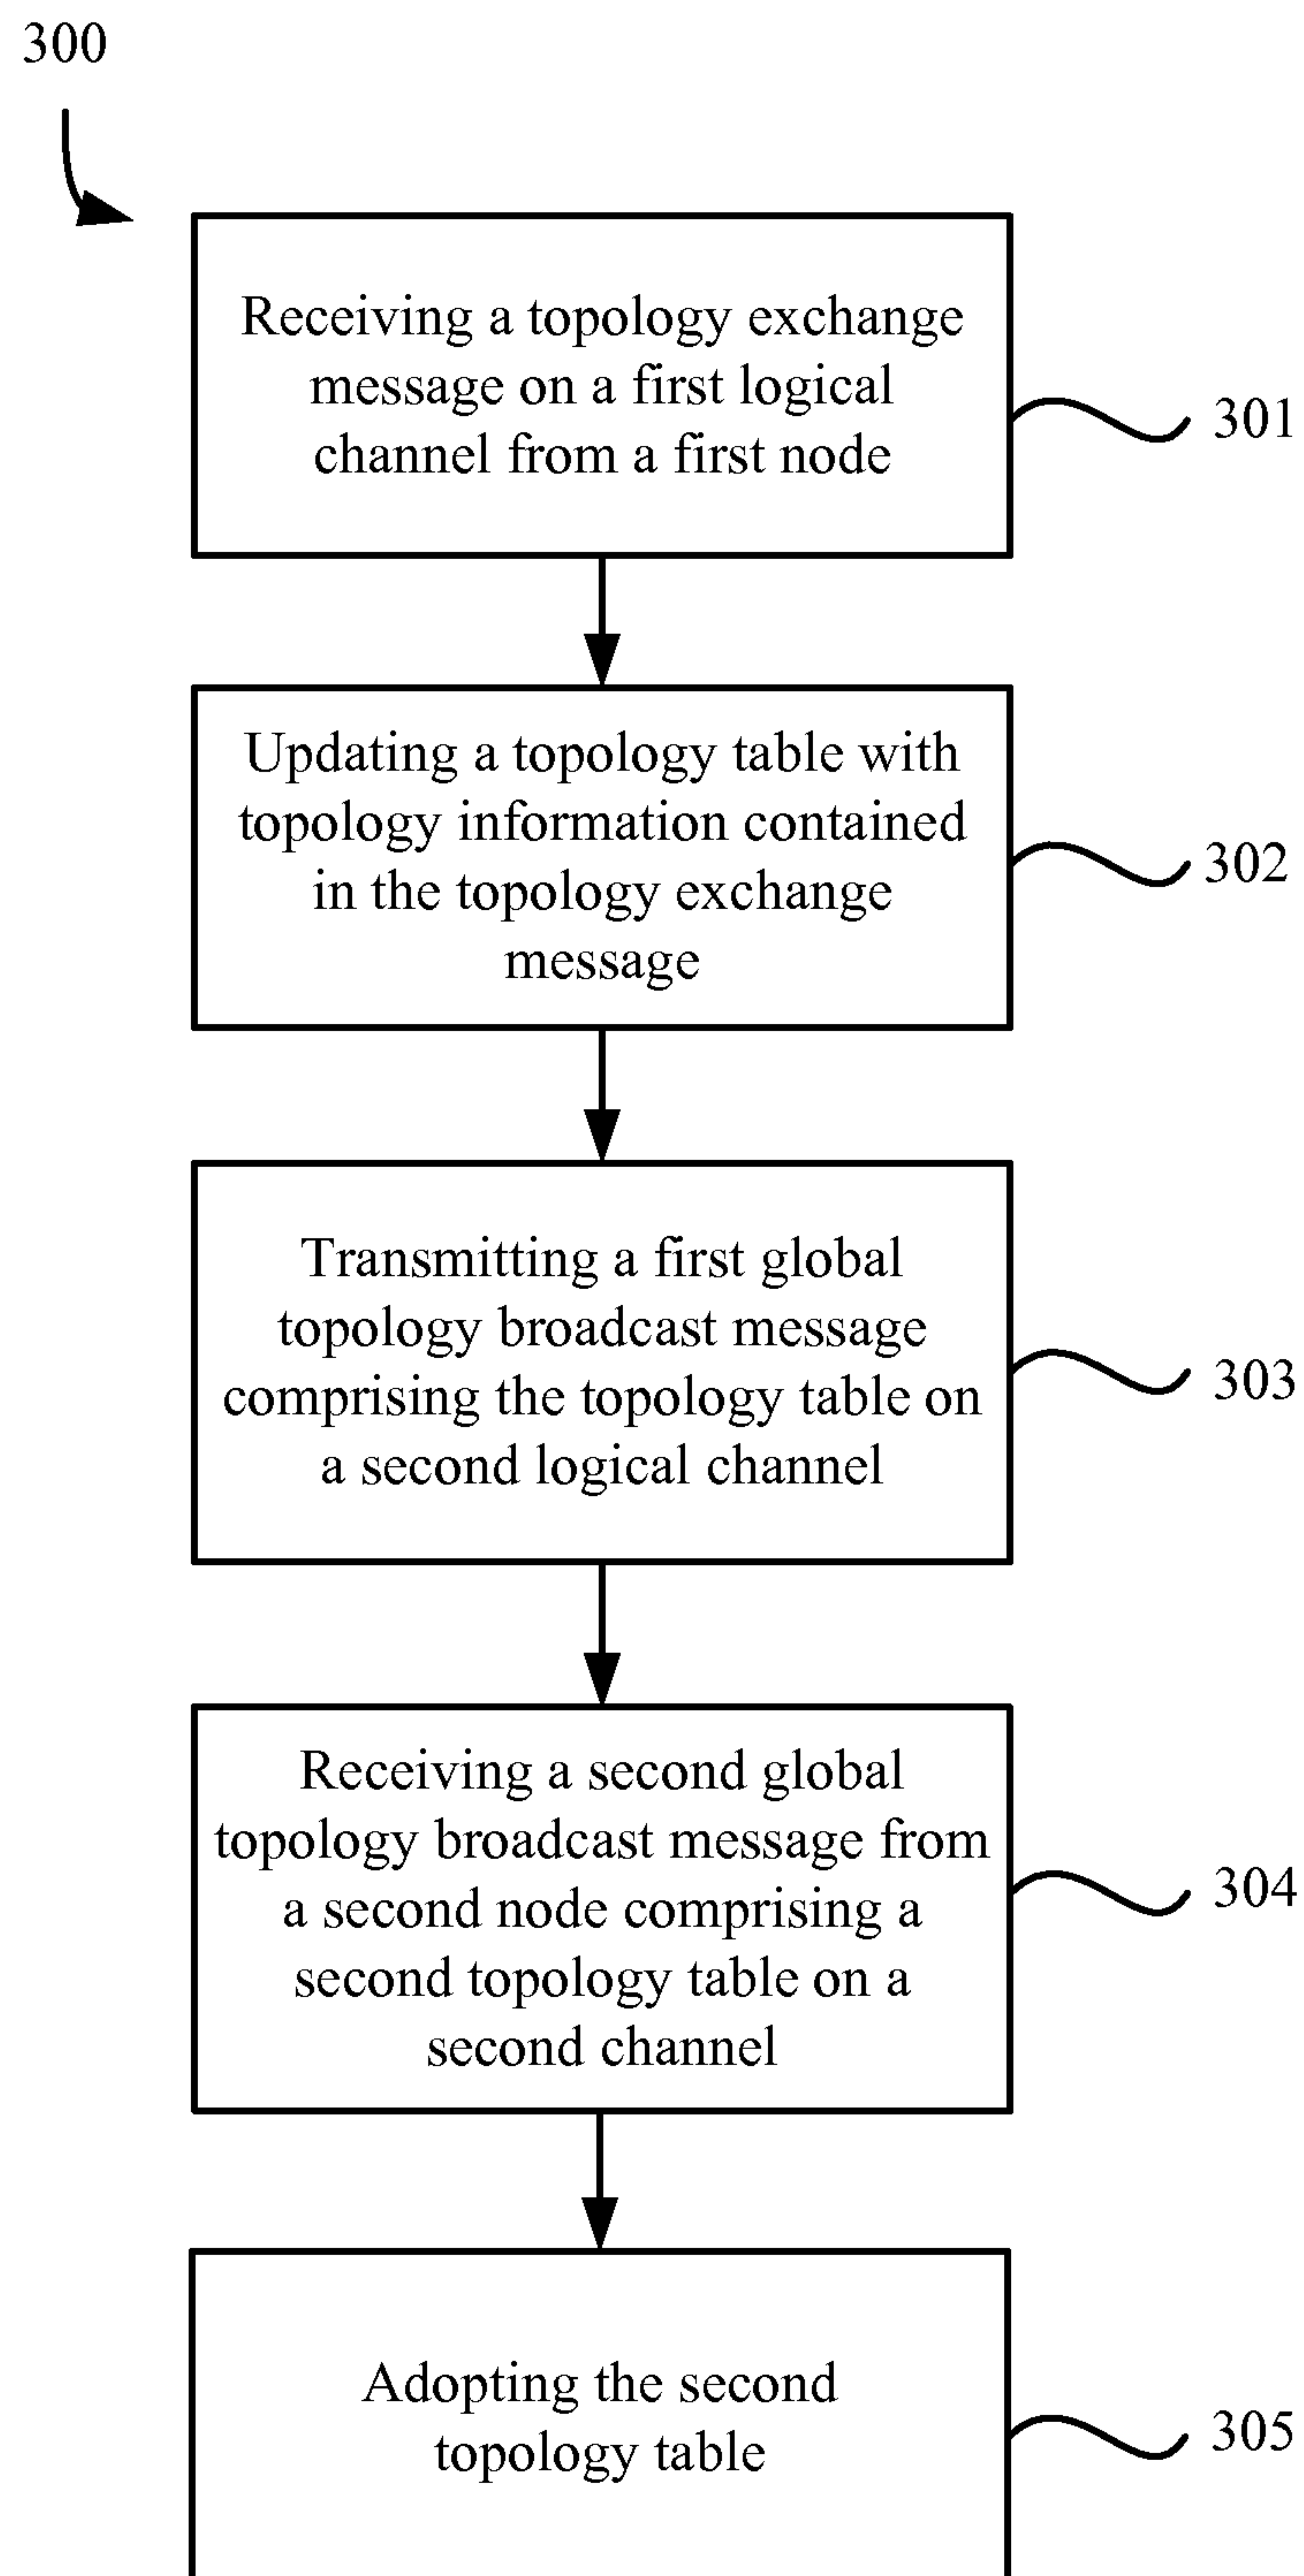 300
Receiving a topology exchange
message on a first logical
channel from a first node
301
Updating a topology table with
topology information contained
in the topology exchange
message
302
Transmitting a first global
topology broadcast message
comprising the topology table on
a second logical channel
303
Receiving a second global
topology broadcast message from
a second node comprising a
second topology table on a
second channel
304
Adopting the second
topology table
305